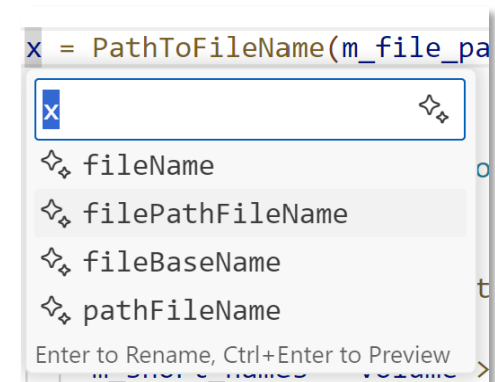 x = PathToFileName(m_file_pa
x
fileName
filePathFileName
fileBaseName
pathFileName
Enter to Rename, Ctrl+Enter to Preview